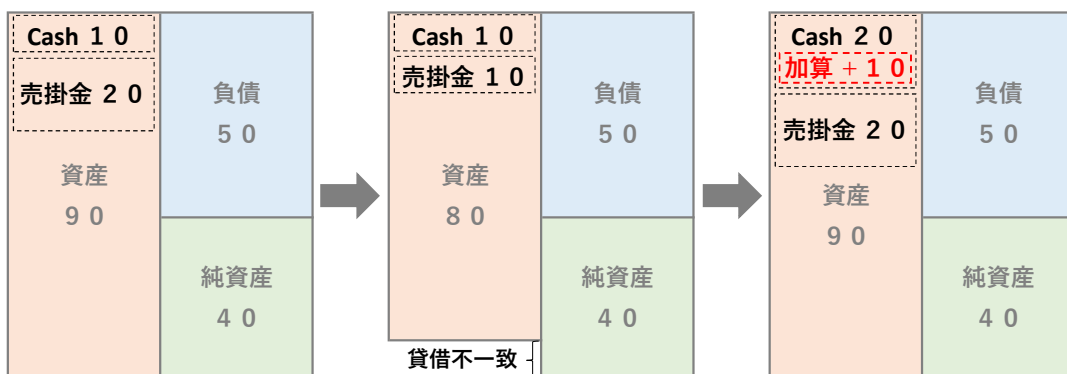 Cash １０
売掛金 ２０
資産
９０
負債
５０
純資産
４０
Cash １０
売掛金 １０
資産
８０
負債
５０
純資産
４０
貸借不一致
Cash ２０
加算 ＋１０
売掛金 ２０
資産
９０
負債
５０
純資産
４０